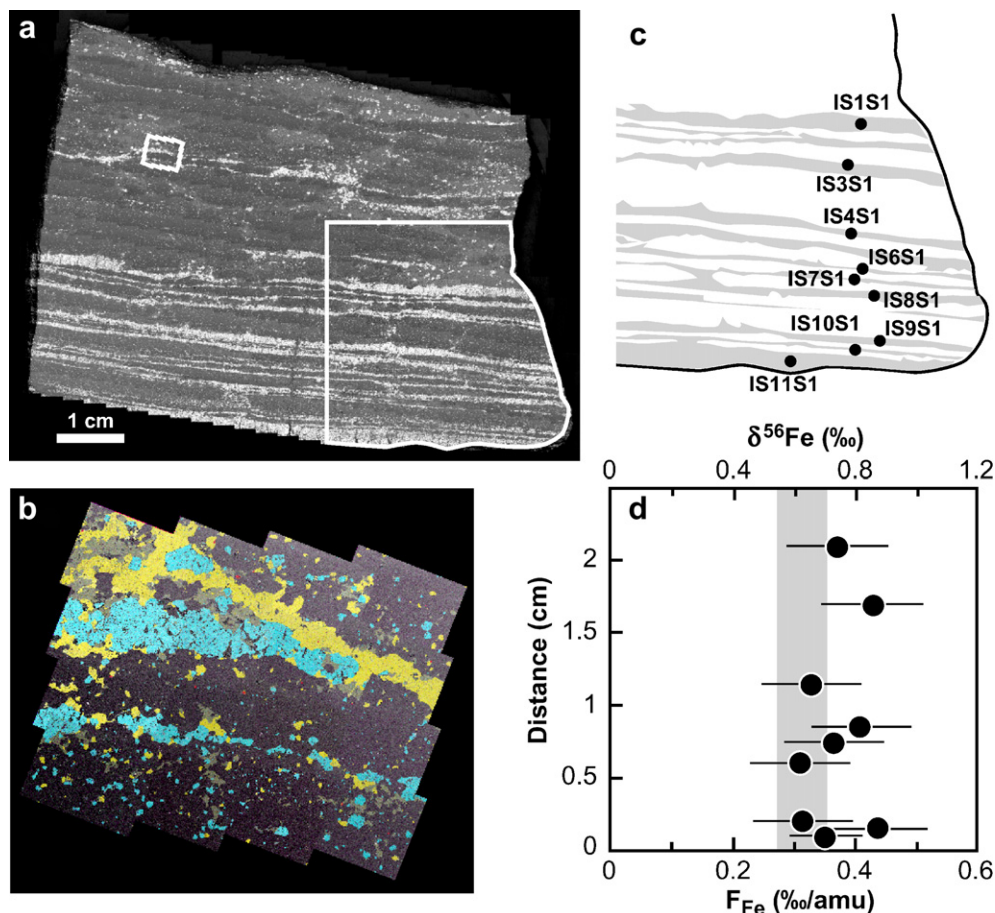 a
1 cm
b
c
IS1S1
IS3S1
IS4S1
IS6S1
IS7S1
IS8S1
IS10S1
IS9S1
IS11S1
δ⁵⁶Fe (‰)
0 0.4 0.8 1.2
d
2
1.5
1
0.5
0
Distance (cm)
0 0.2 0.4 0.6
F_Fe (‰/amu)